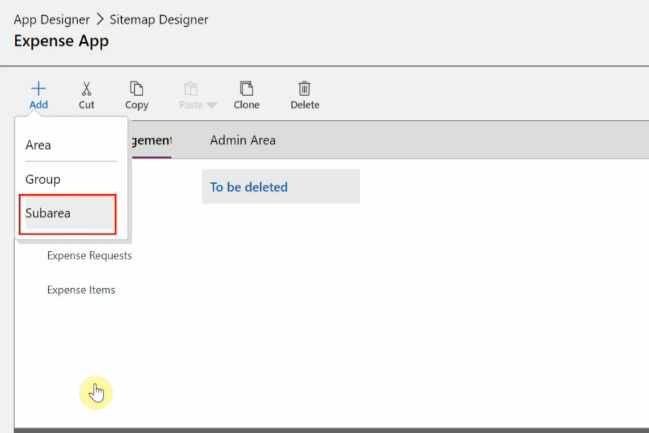 App Designer > Sitemap Designer
Expense App
Add Cut Copy Paste Clone Delete
Area
Admin Area
Group
To be deleted
Subarea
Expense Requests
Expense Items